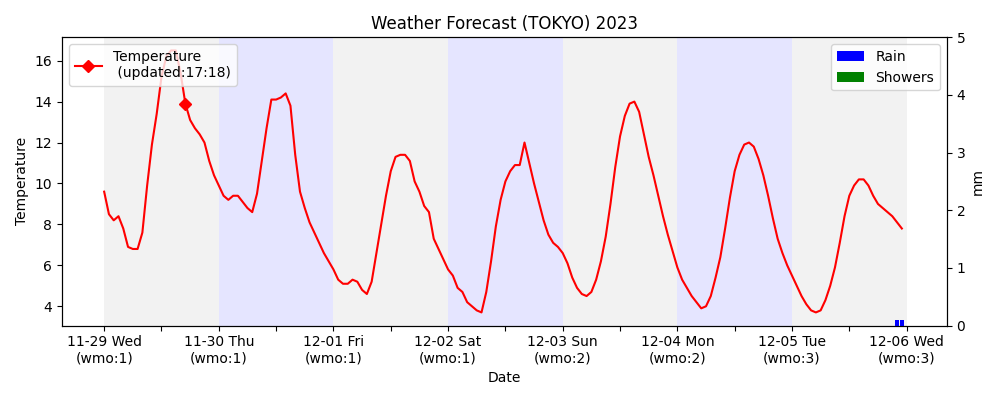 Weather Forecast (TOKYO) 2023
Temperature
(updated:17:18)
Rain
Showers
16
14
12
10
8
6
4
Temperature
5
4
3
2
1
0
mm
11-29 Wed
(wmo:1)
11-30 Thu
(wmo:1)
12-01 Fri
(wmo:1)
12-02 Sat
(wmo:1)
12-03 Sun
(wmo:2)
12-04 Mon
(wmo:2)
12-05 Tue
(wmo:3)
12-06 Wed
(wmo:3)
Date